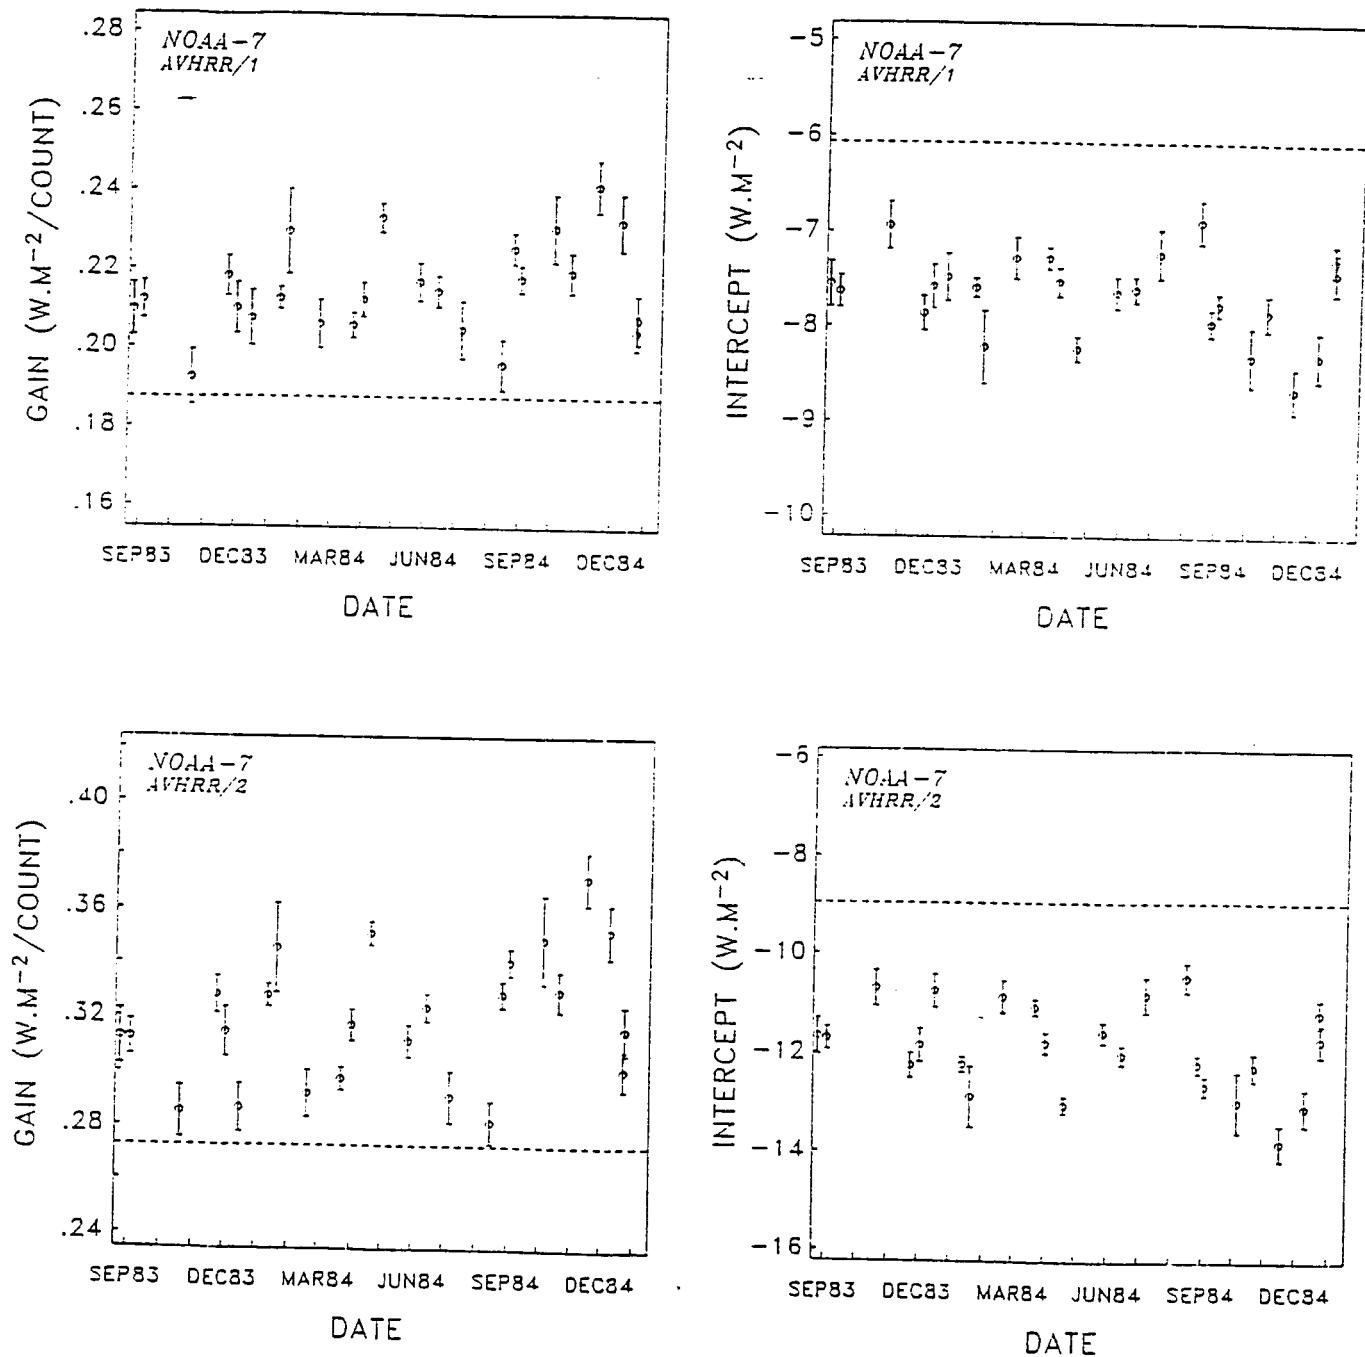 NOAA-7
AVHRR/1
GAIN (W.M⁻²/COUNT)
.28
.26
.24
.22
.20
.18
.16
SEP83 DEC83 MAR84 JUN84 SEP84 DEC84
DATE
NOAA-7
AVHRR/1
INTERCEPT (W.M⁻²)
-5
-6
-7
-8
-9
-10
SEP83 DEC83 MAR84 JUN84 SEP84 DEC84
DATE
NOAA-7
AVHRR/2
GAIN (W.M⁻²/COUNT)
.40
.36
.32
.28
.24
SEP83 DEC83 MAR84 JUN84 SEP84 DEC84
DATE
NOAA-7
AVHRR/2
INTERCEPT (W.M⁻²)
-6
-8
-10
-12
-14
-16
SEP83 DEC83 MAR84 JUN84 SEP84 DEC84
DATE